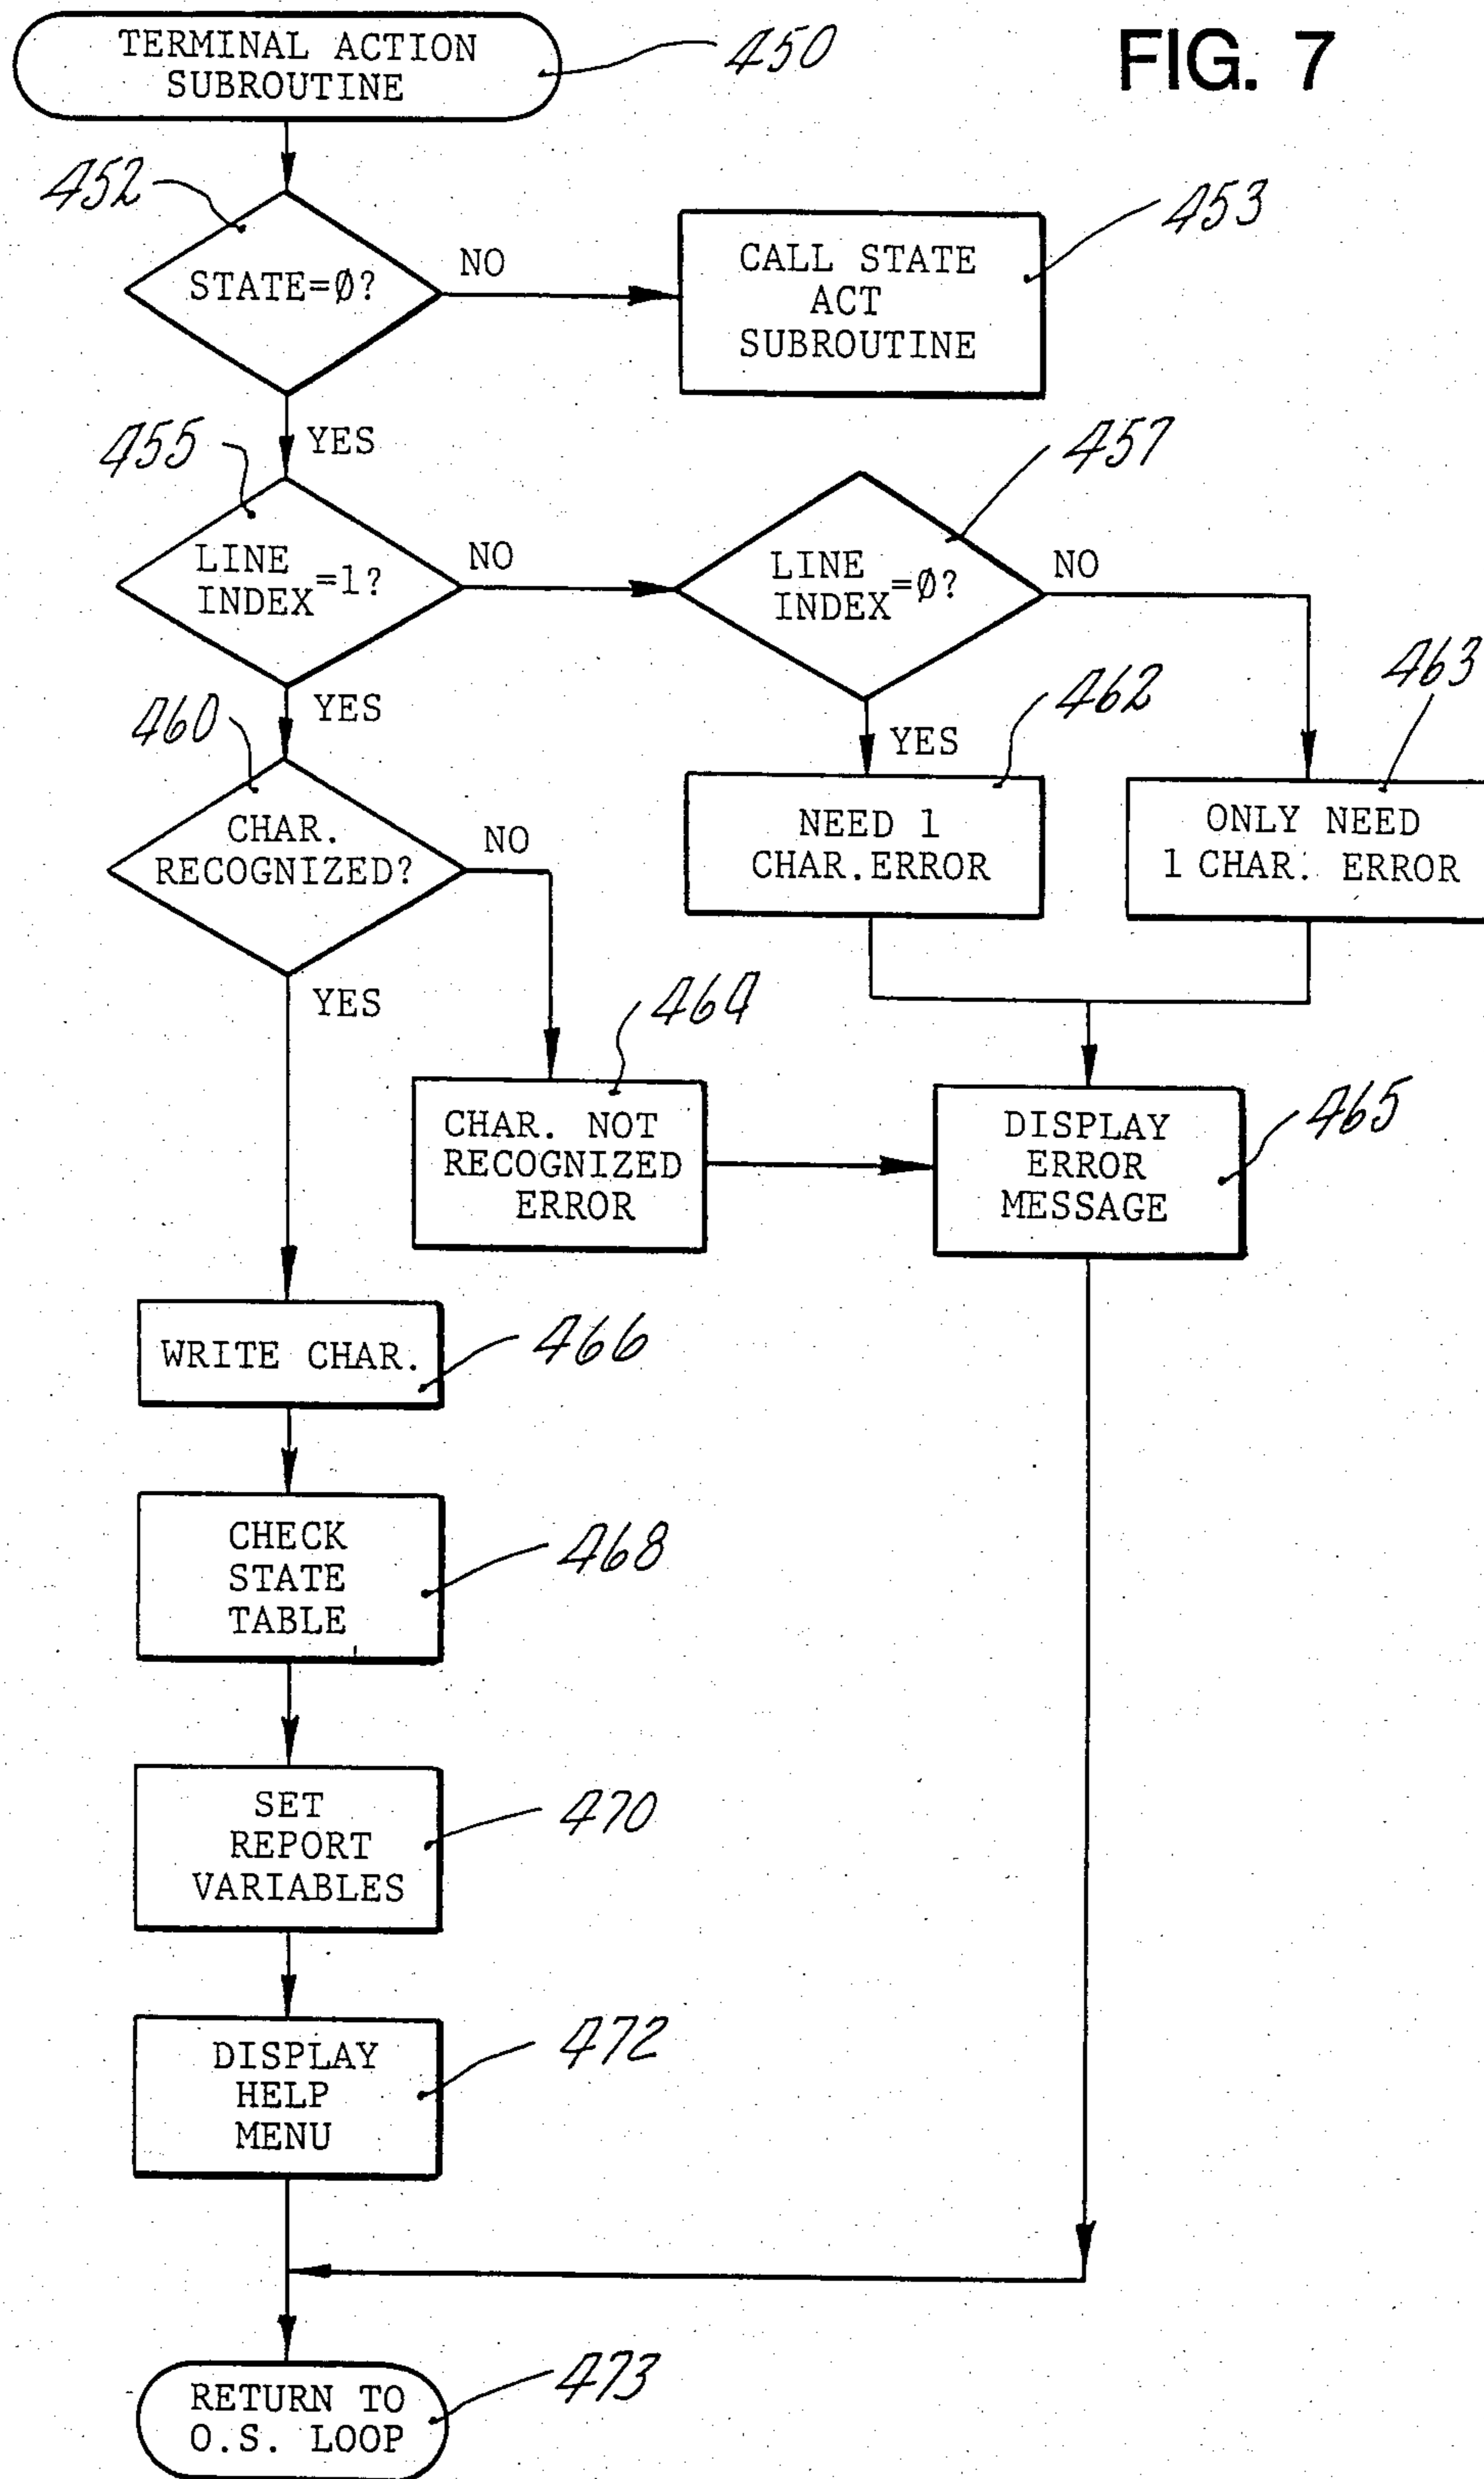 FIG. 7
TERMINAL ACTION
SUBROUTINE
450
452
STATE=Ø?
NO
453
CALL STATE
ACT
SUBROUTINE
YES
455
LINE
INDEX =1?
NO
457
LINE
INDEX =Ø?
NO
YES
460
YES
462
463
CHAR.
RECOGNIZED?
NO
NEED 1
CHAR.ERROR
ONLY NEED
1 CHAR. ERROR
YES
464
CHAR. NOT
RECOGNIZED
ERROR
465
DISPLAY
ERROR
MESSAGE
WRITE CHAR.
466
CHECK
STATE
TABLE
468
SET
REPORT
VARIABLES
470
DISPLAY
HELP
MENU
472
RETURN TO
O.S. LOOP
473